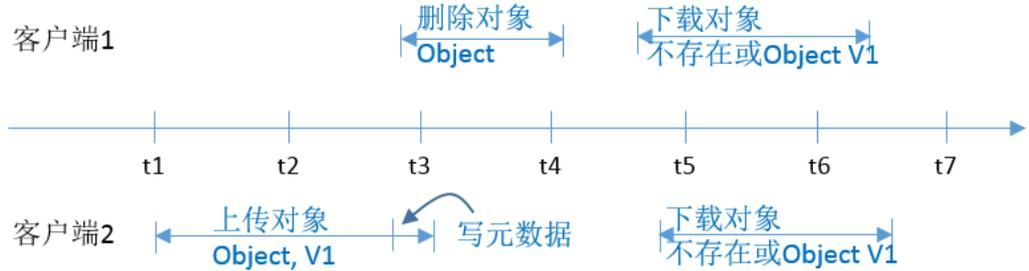 客户端1
删除对象
Object
下载对象
不存在或Object V1
t1
t2
t3
t4
t5
t6
t7
客户端2
上传对象
Object, V1
写元数据
下载对象
不存在或Object V1